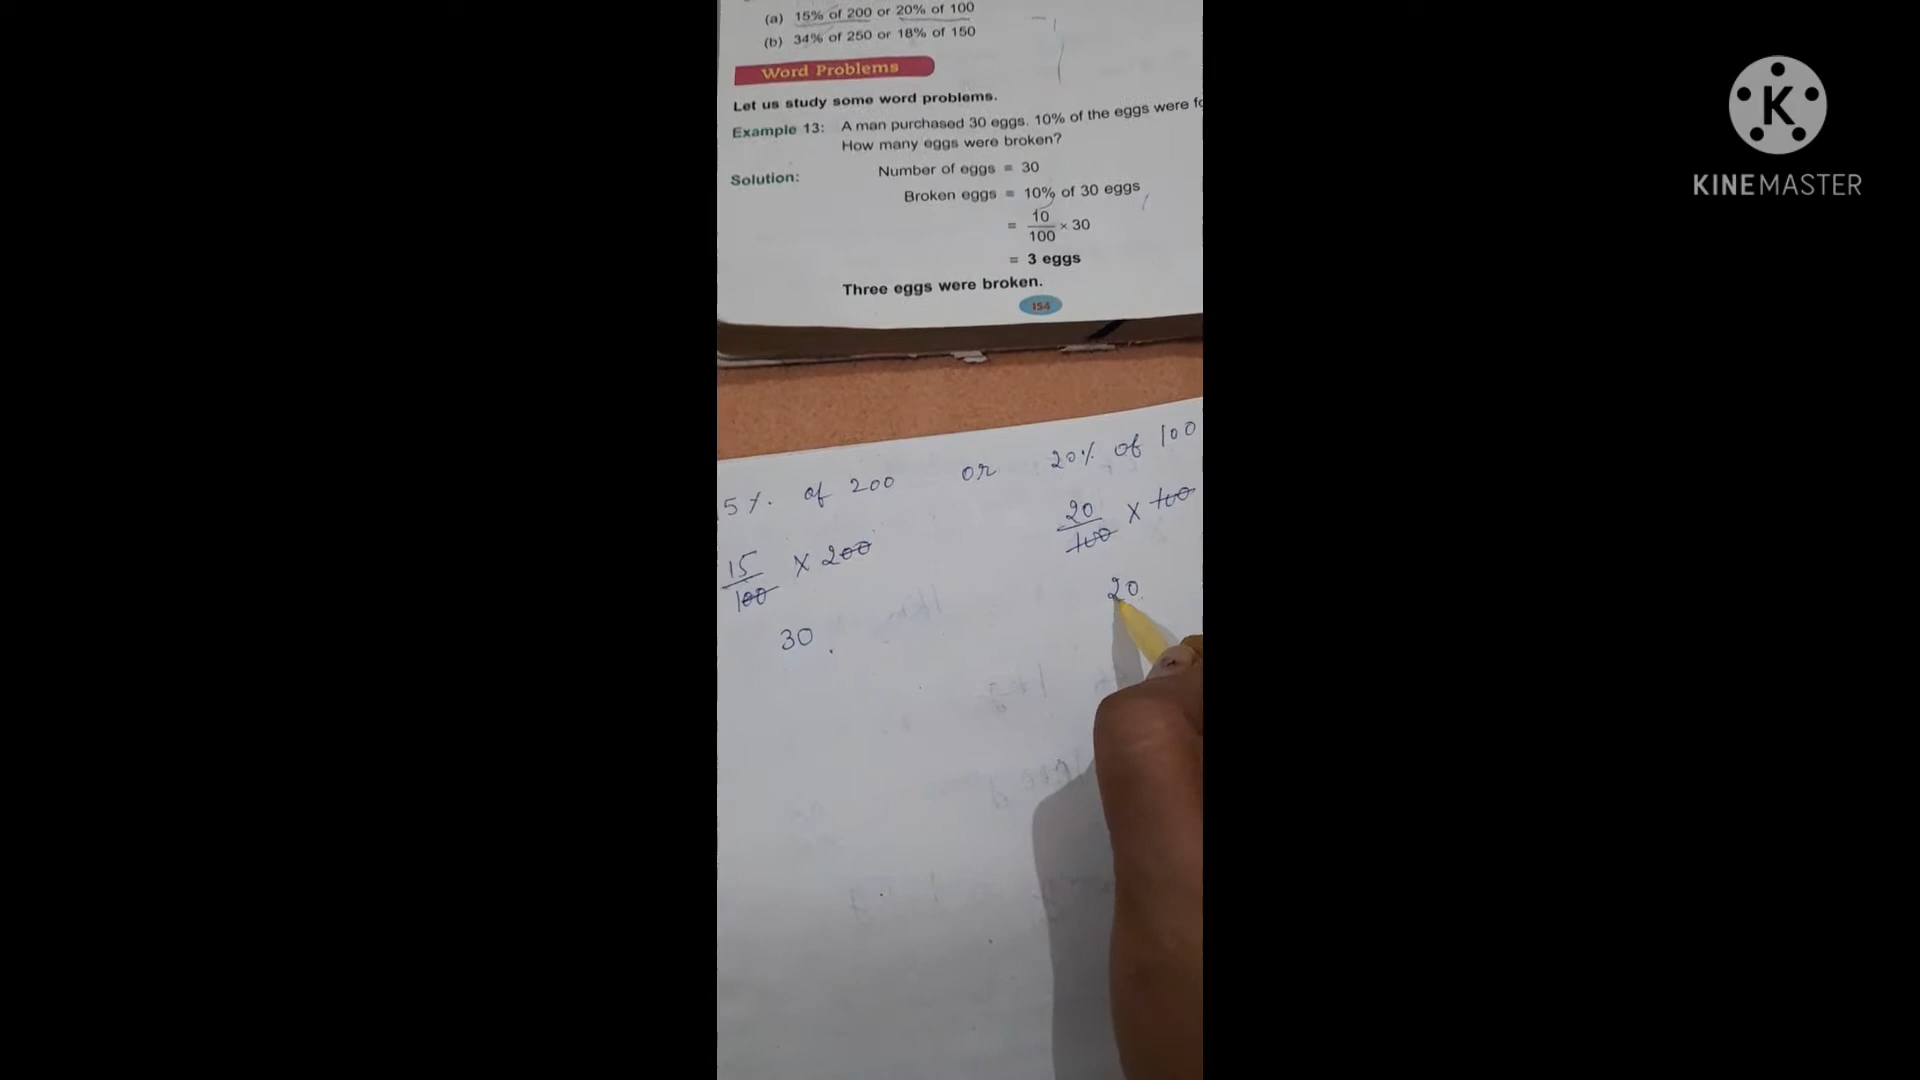 (a) 15% of 200 or 20% of 100
(b) 34% of 250 or 18% of 150
Word Problems
Let us study some word problems.
Example 13: A man purchased 30 eggs. 10% of the eggs were
How many eggs were broken?
Solution: Number of eggs = 30
Broken eggs = 10% of 30 eggs
= 10/100 × 30
= 3 eggs
Three eggs were broken.
154
5%. of 200 or 20% of 100
15/100 × 200 20/100 × 100
30 20
K
KINEMASTER